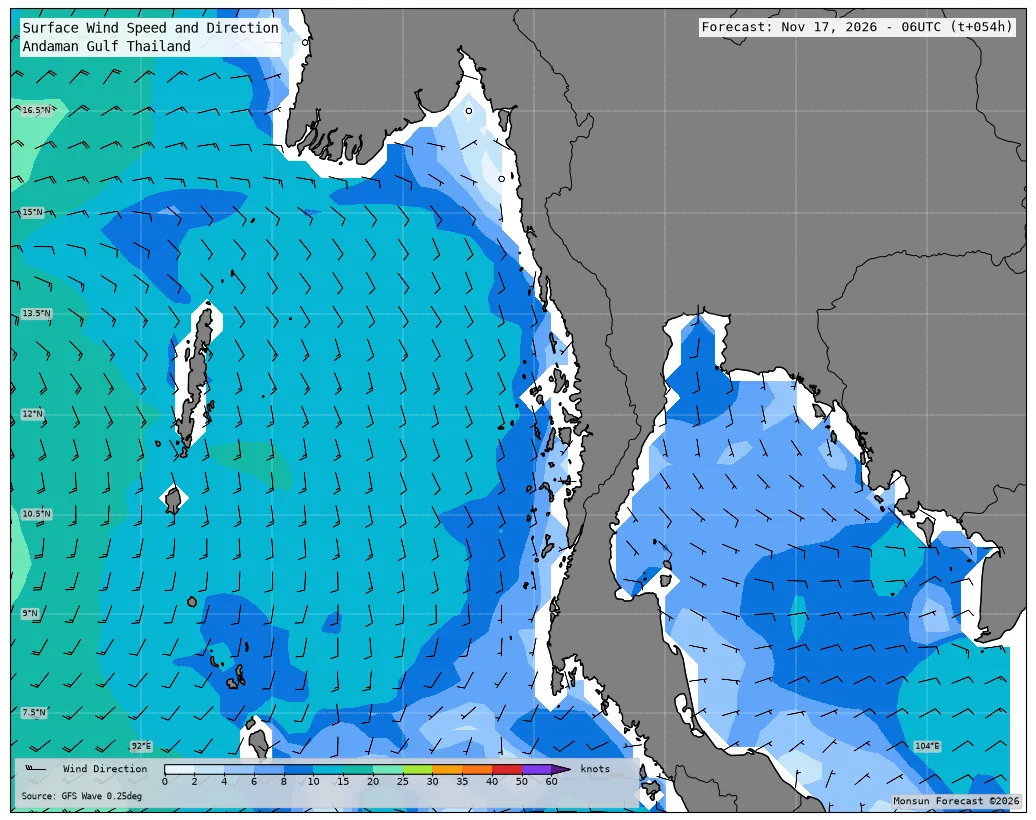 Surface Wind Speed and Direction
Andaman Gulf Thailand
Forecast: Nov 17, 2026 - 06UTC (t+054h)
16.5°N
15°N
13.5°N
12°N
10.5°N
9°N
7.5°N
92°E
104°E
Wind Direction
0 2 4 6 8 10 15 20 25 30 35 40 50 60
knots
Source: GFS Wave 0.25deg
Monsun Forecast ©2026